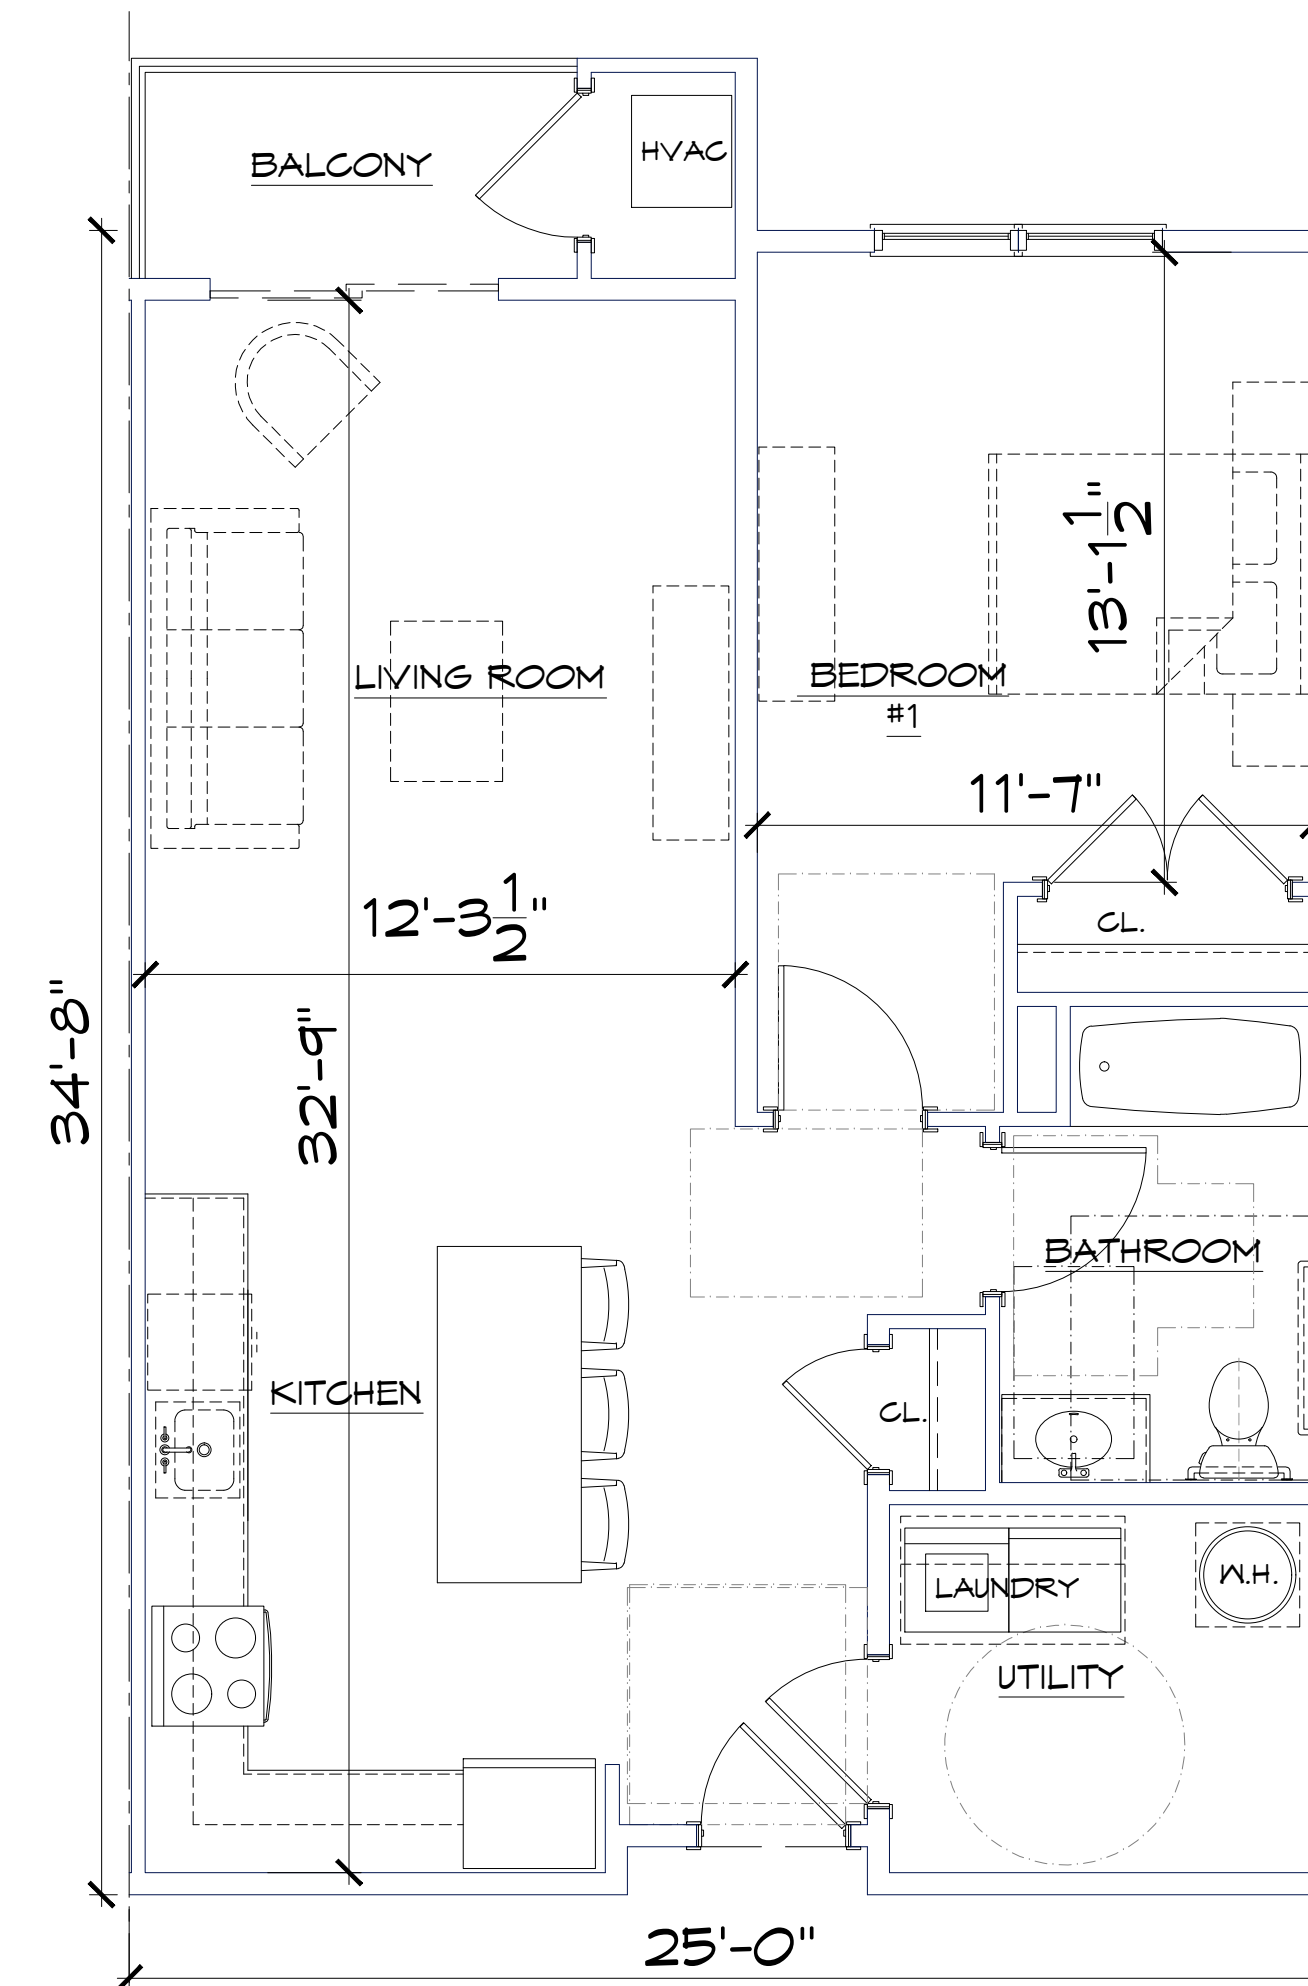 BALCONY
HVAC
13'-1 1/2"
LIVING ROOM
BEDROOM
#1
11'-7"
12'-3 1/2"
CL.
34'-8"
32'-9"
BATHROOM
KITCHEN
CL.
LAUNDRY
W.H.
UTILITY
25'-0"